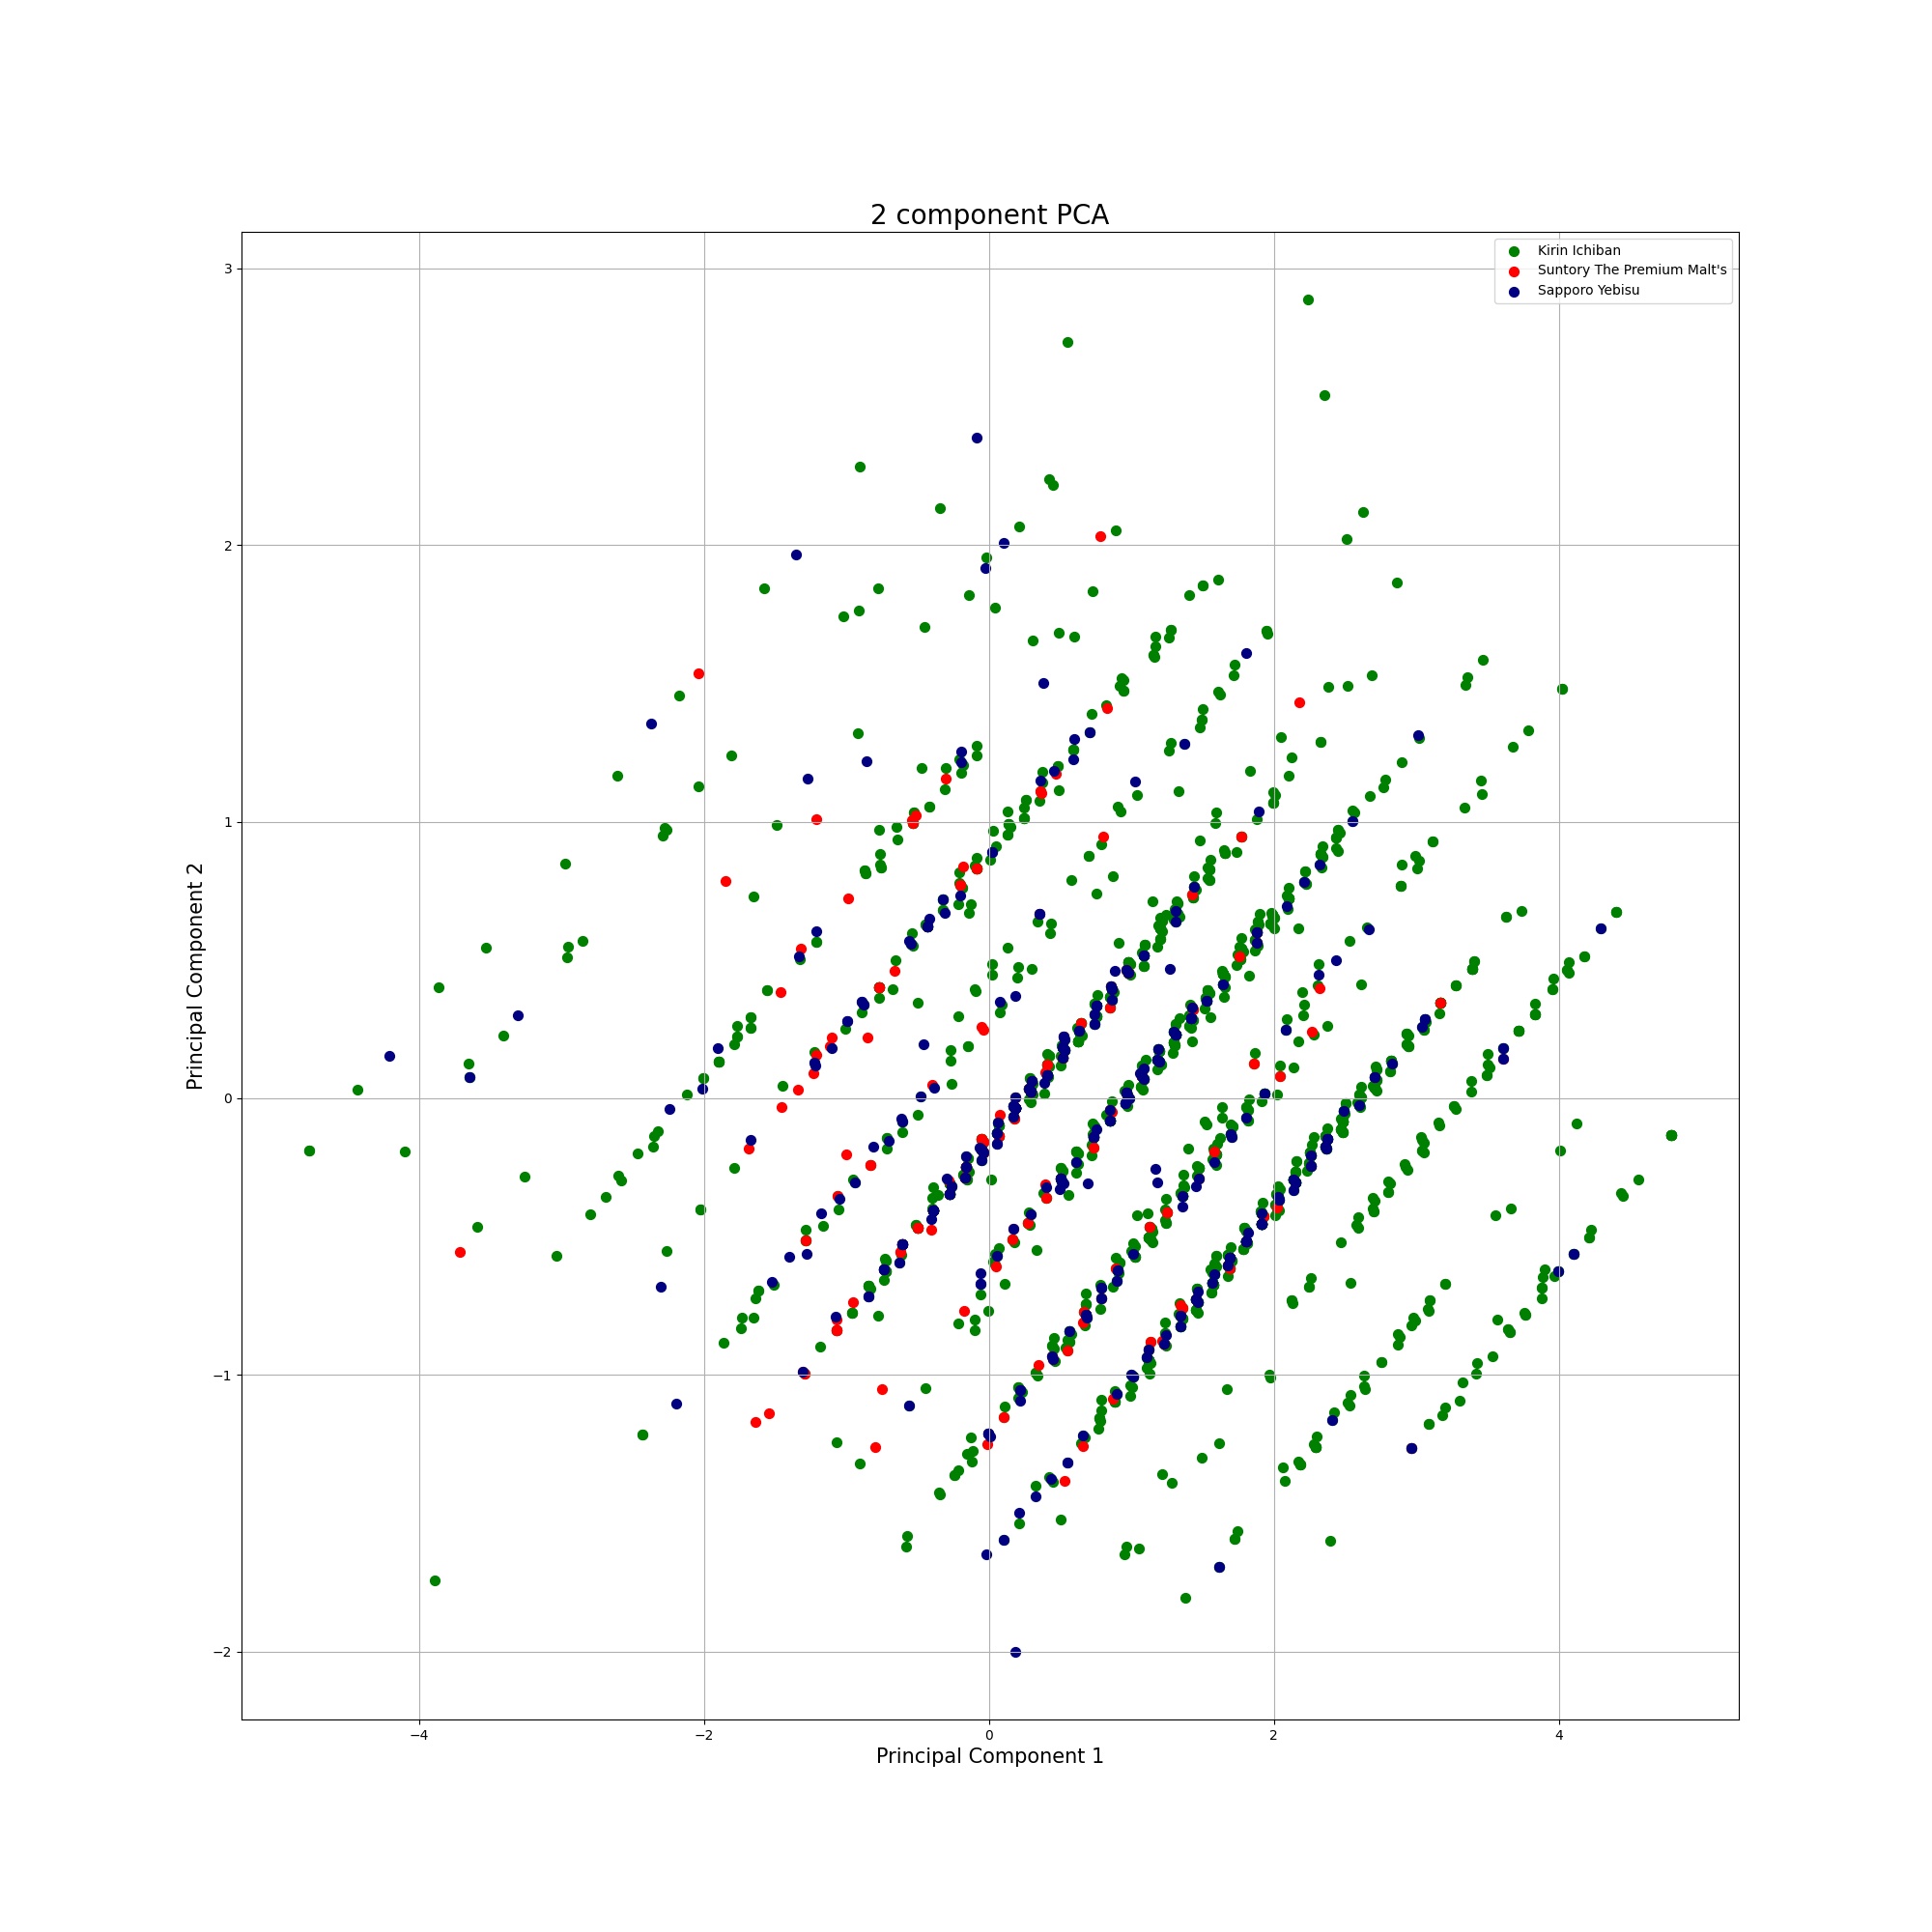 2 component PCA
Kirin Ichiban
Suntory The Premium Malt's
Sapporo Yebisu
3
2
1
0
−1
−2
Principal Component 2
−4
−2
0
2
4
Principal Component 1